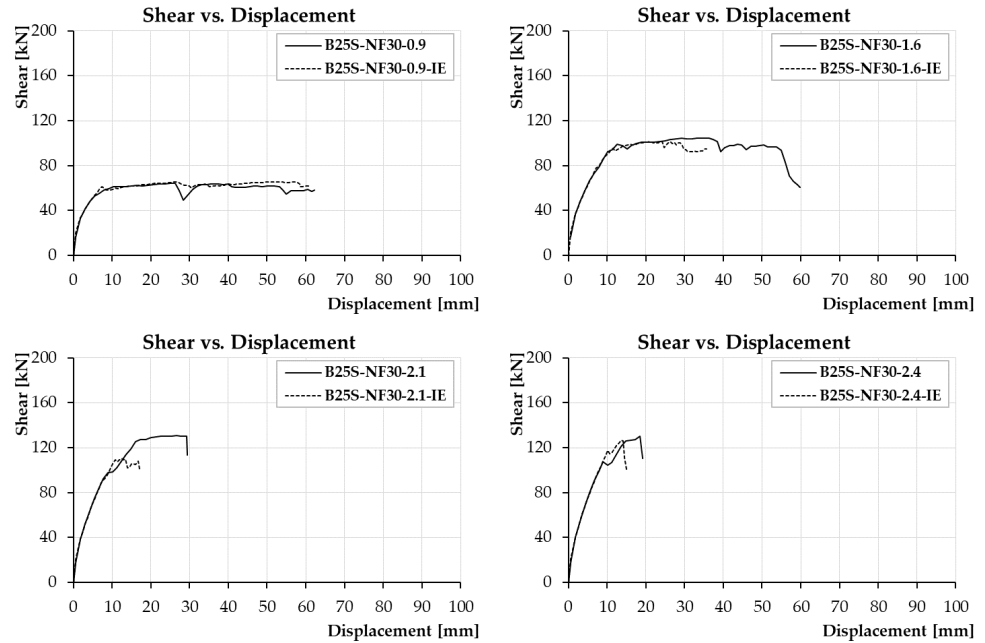 Shear vs. Displacement
Shear [kN]
200
160
120
80
40
0
B25S-NF30-0.9
B25S-NF30-0.9-IE
0 10 20 30 40 50 60 70 80 90 100
Displacement [mm]
Shear vs. Displacement
Shear [kN]
200
160
120
80
40
0
B25S-NF30-1.6
B25S-NF30-1.6-IE
0 10 20 30 40 50 60 70 80 90 100
Displacement [mm]
Shear vs. Displacement
Shear [kN]
200
160
120
80
40
0
B25S-NF30-2.1
B25S-NF30-2.1-IE
0 10 20 30 40 50 60 70 80 90 100
Displacement [mm]
Shear vs. Displacement
Shear [kN]
200
160
120
80
40
0
B25S-NF30-2.4
B25S-NF30-2.4-IE
0 10 20 30 40 50 60 70 80 90 100
Displacement [mm]